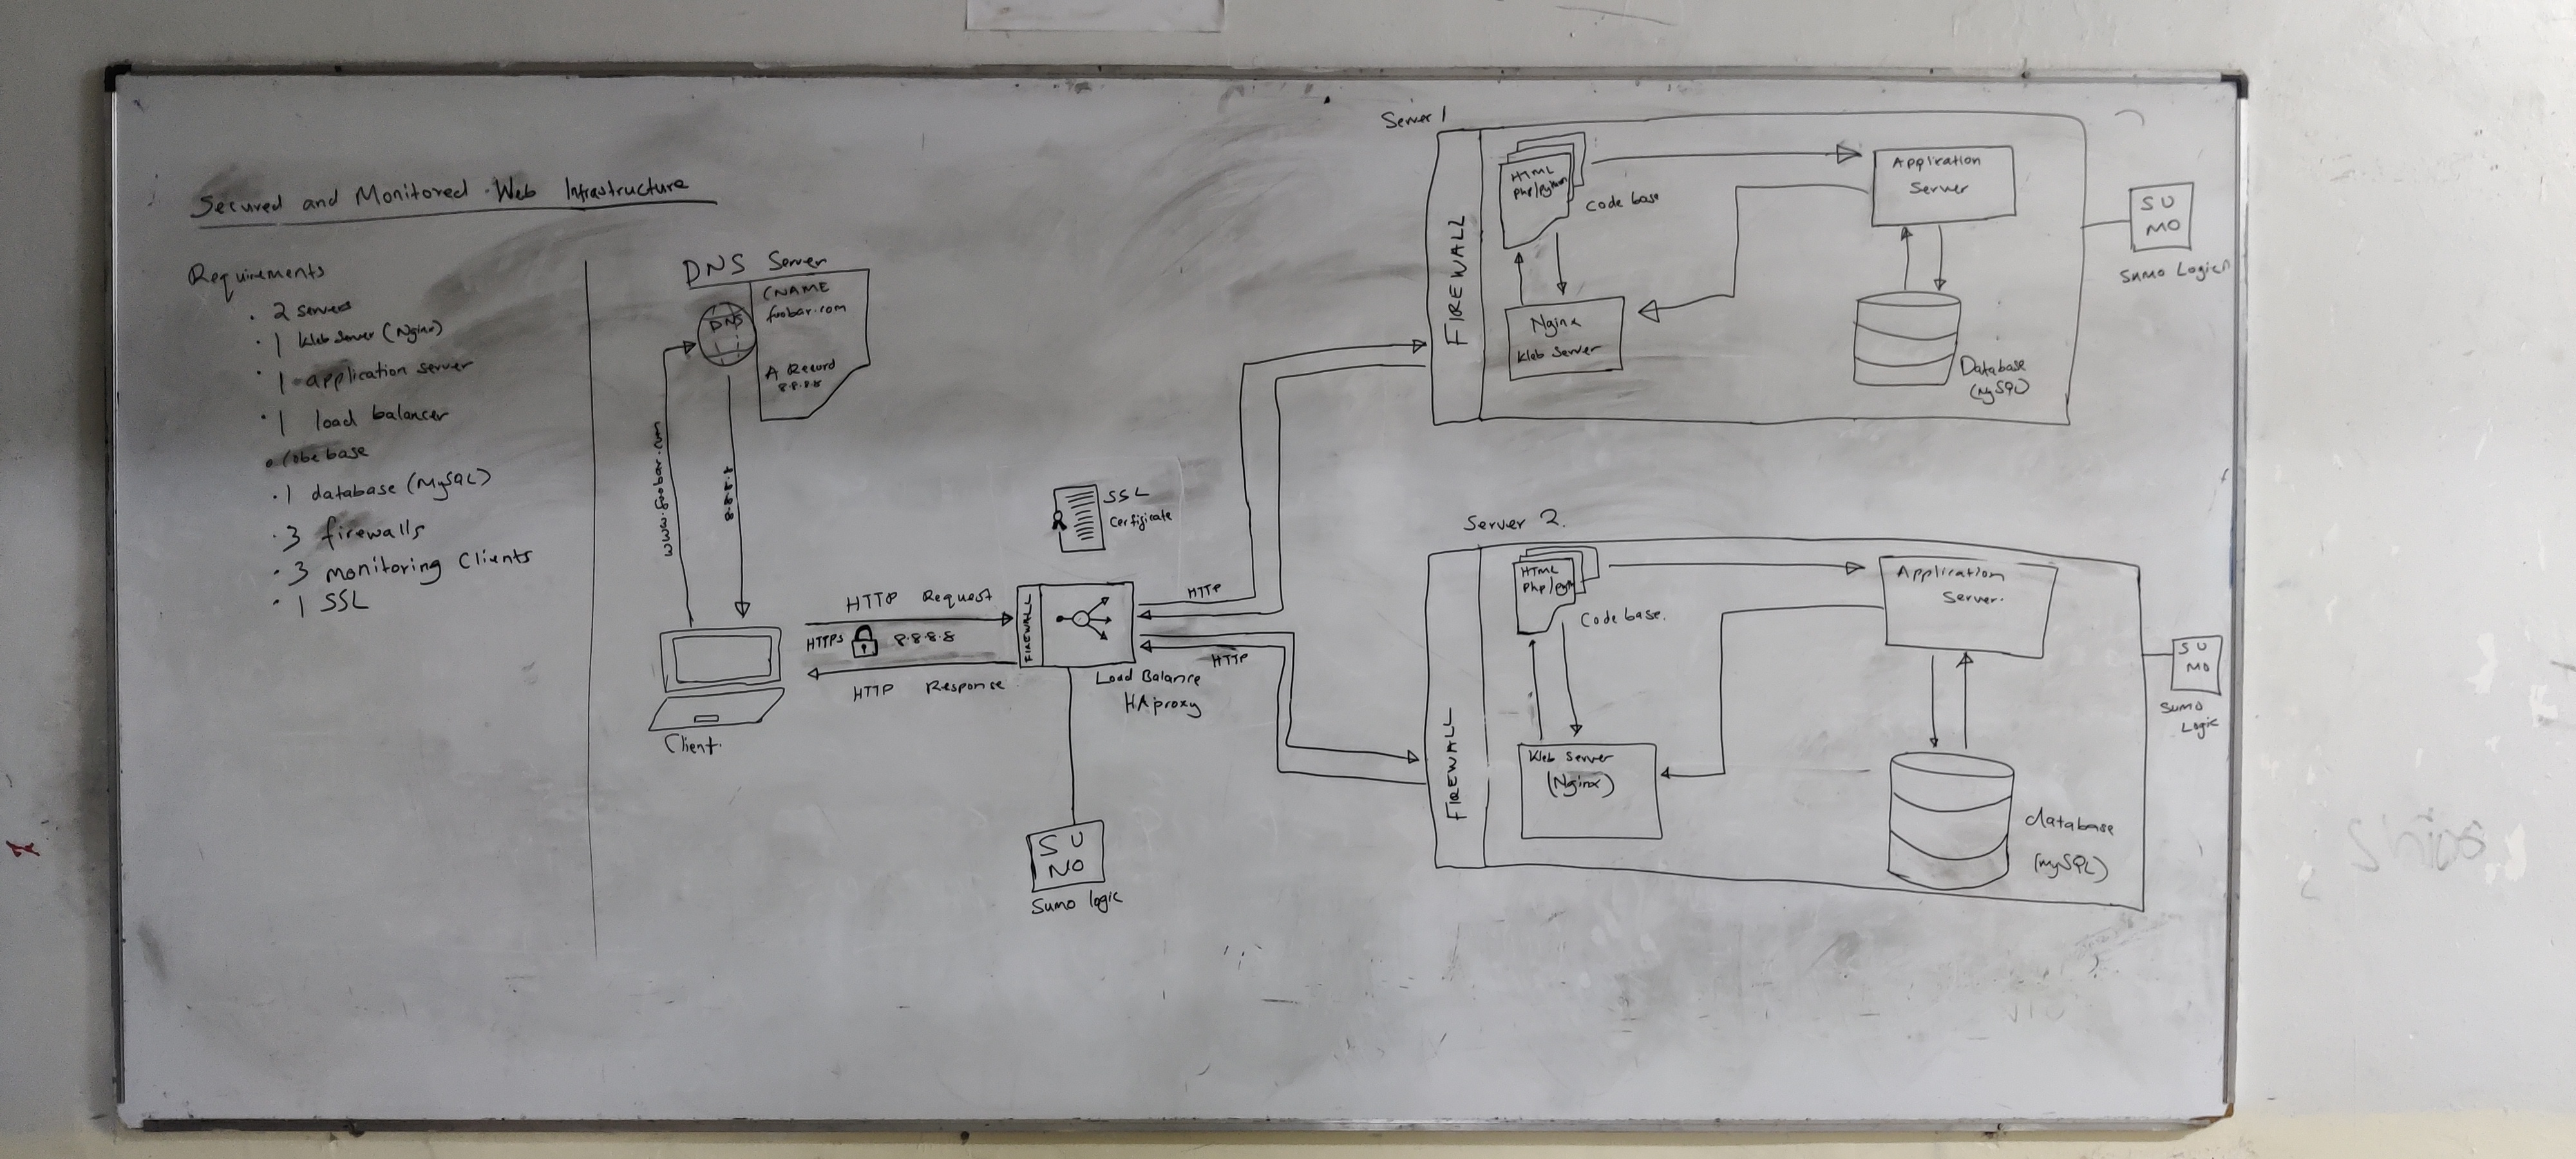 Secured and Monitored Web Infrastructure
Requirements
. 2 servers
. 1 Web Server (Nginx)
. 1 application server
. 1 load balancer
. Code base
. 1 database (MySQL)
. 3 firewalls
. 3 monitoring Clients
. 1 SSL
DNS Server
DNS
CNAME
foobar.com
A Record
8.8.8.8
www.foobar.com
8.8.8.8
Client.
HTTP Request
HTTPs
8.8.8.8
HTTP Response
SSL
Cerfificate
FIREWALL
Load Balance
HAproxy
SU
MO
Sumo logic
HTTP
HTTP
Server 1
FIREWALL
HTML
Php/python
Code base
Application
Server
Nginx
Web Server
Database
(MySQL)
SU
MO
Sumo Logic
Server 2.
FIREWALL
HTML
Php/python
Code base.
Application
Server.
Web Server
(Nginx)
database
(mySQL)
SU
MO
Sumo
Logic